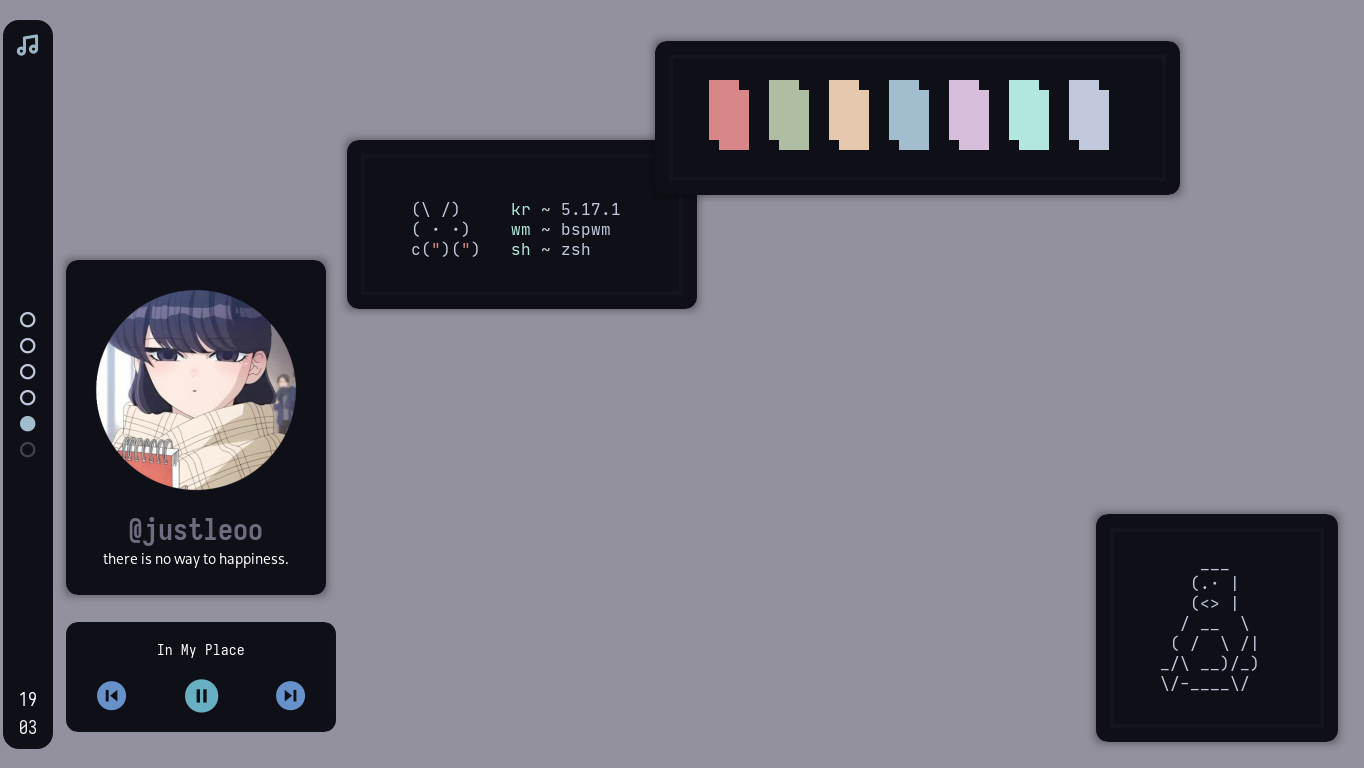 (\ /)     kr ~ 5.17.1
( · ·)    wm ~ bspwm
c(")(")   sh ~ zsh
@justleoo
there is no way to happiness.
In My Place
19
03
    ___
   (.· |
   (<> |
  / __  \
 ( /  \ /|
_/\ __)/_)
\/-____\/